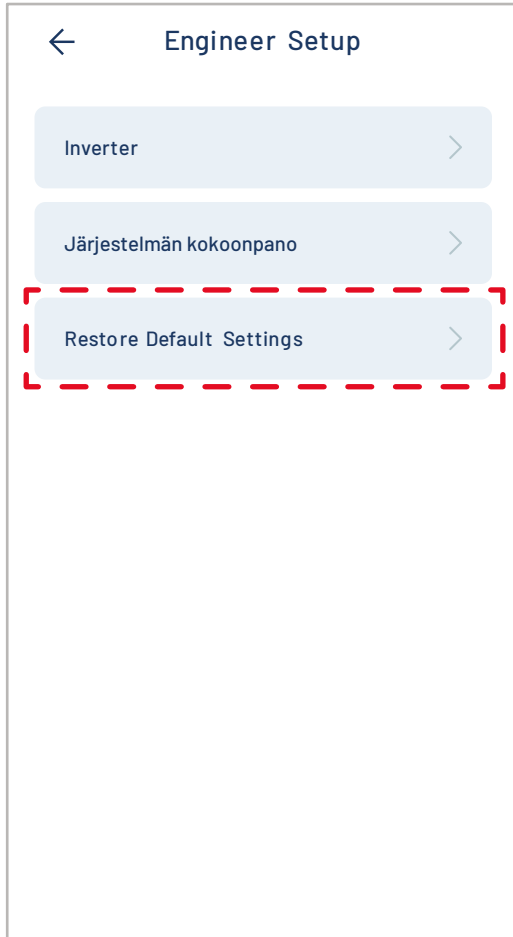 Engineer Setup
Inverter
Järjestelmän kokoonpano
Restore Default Settings